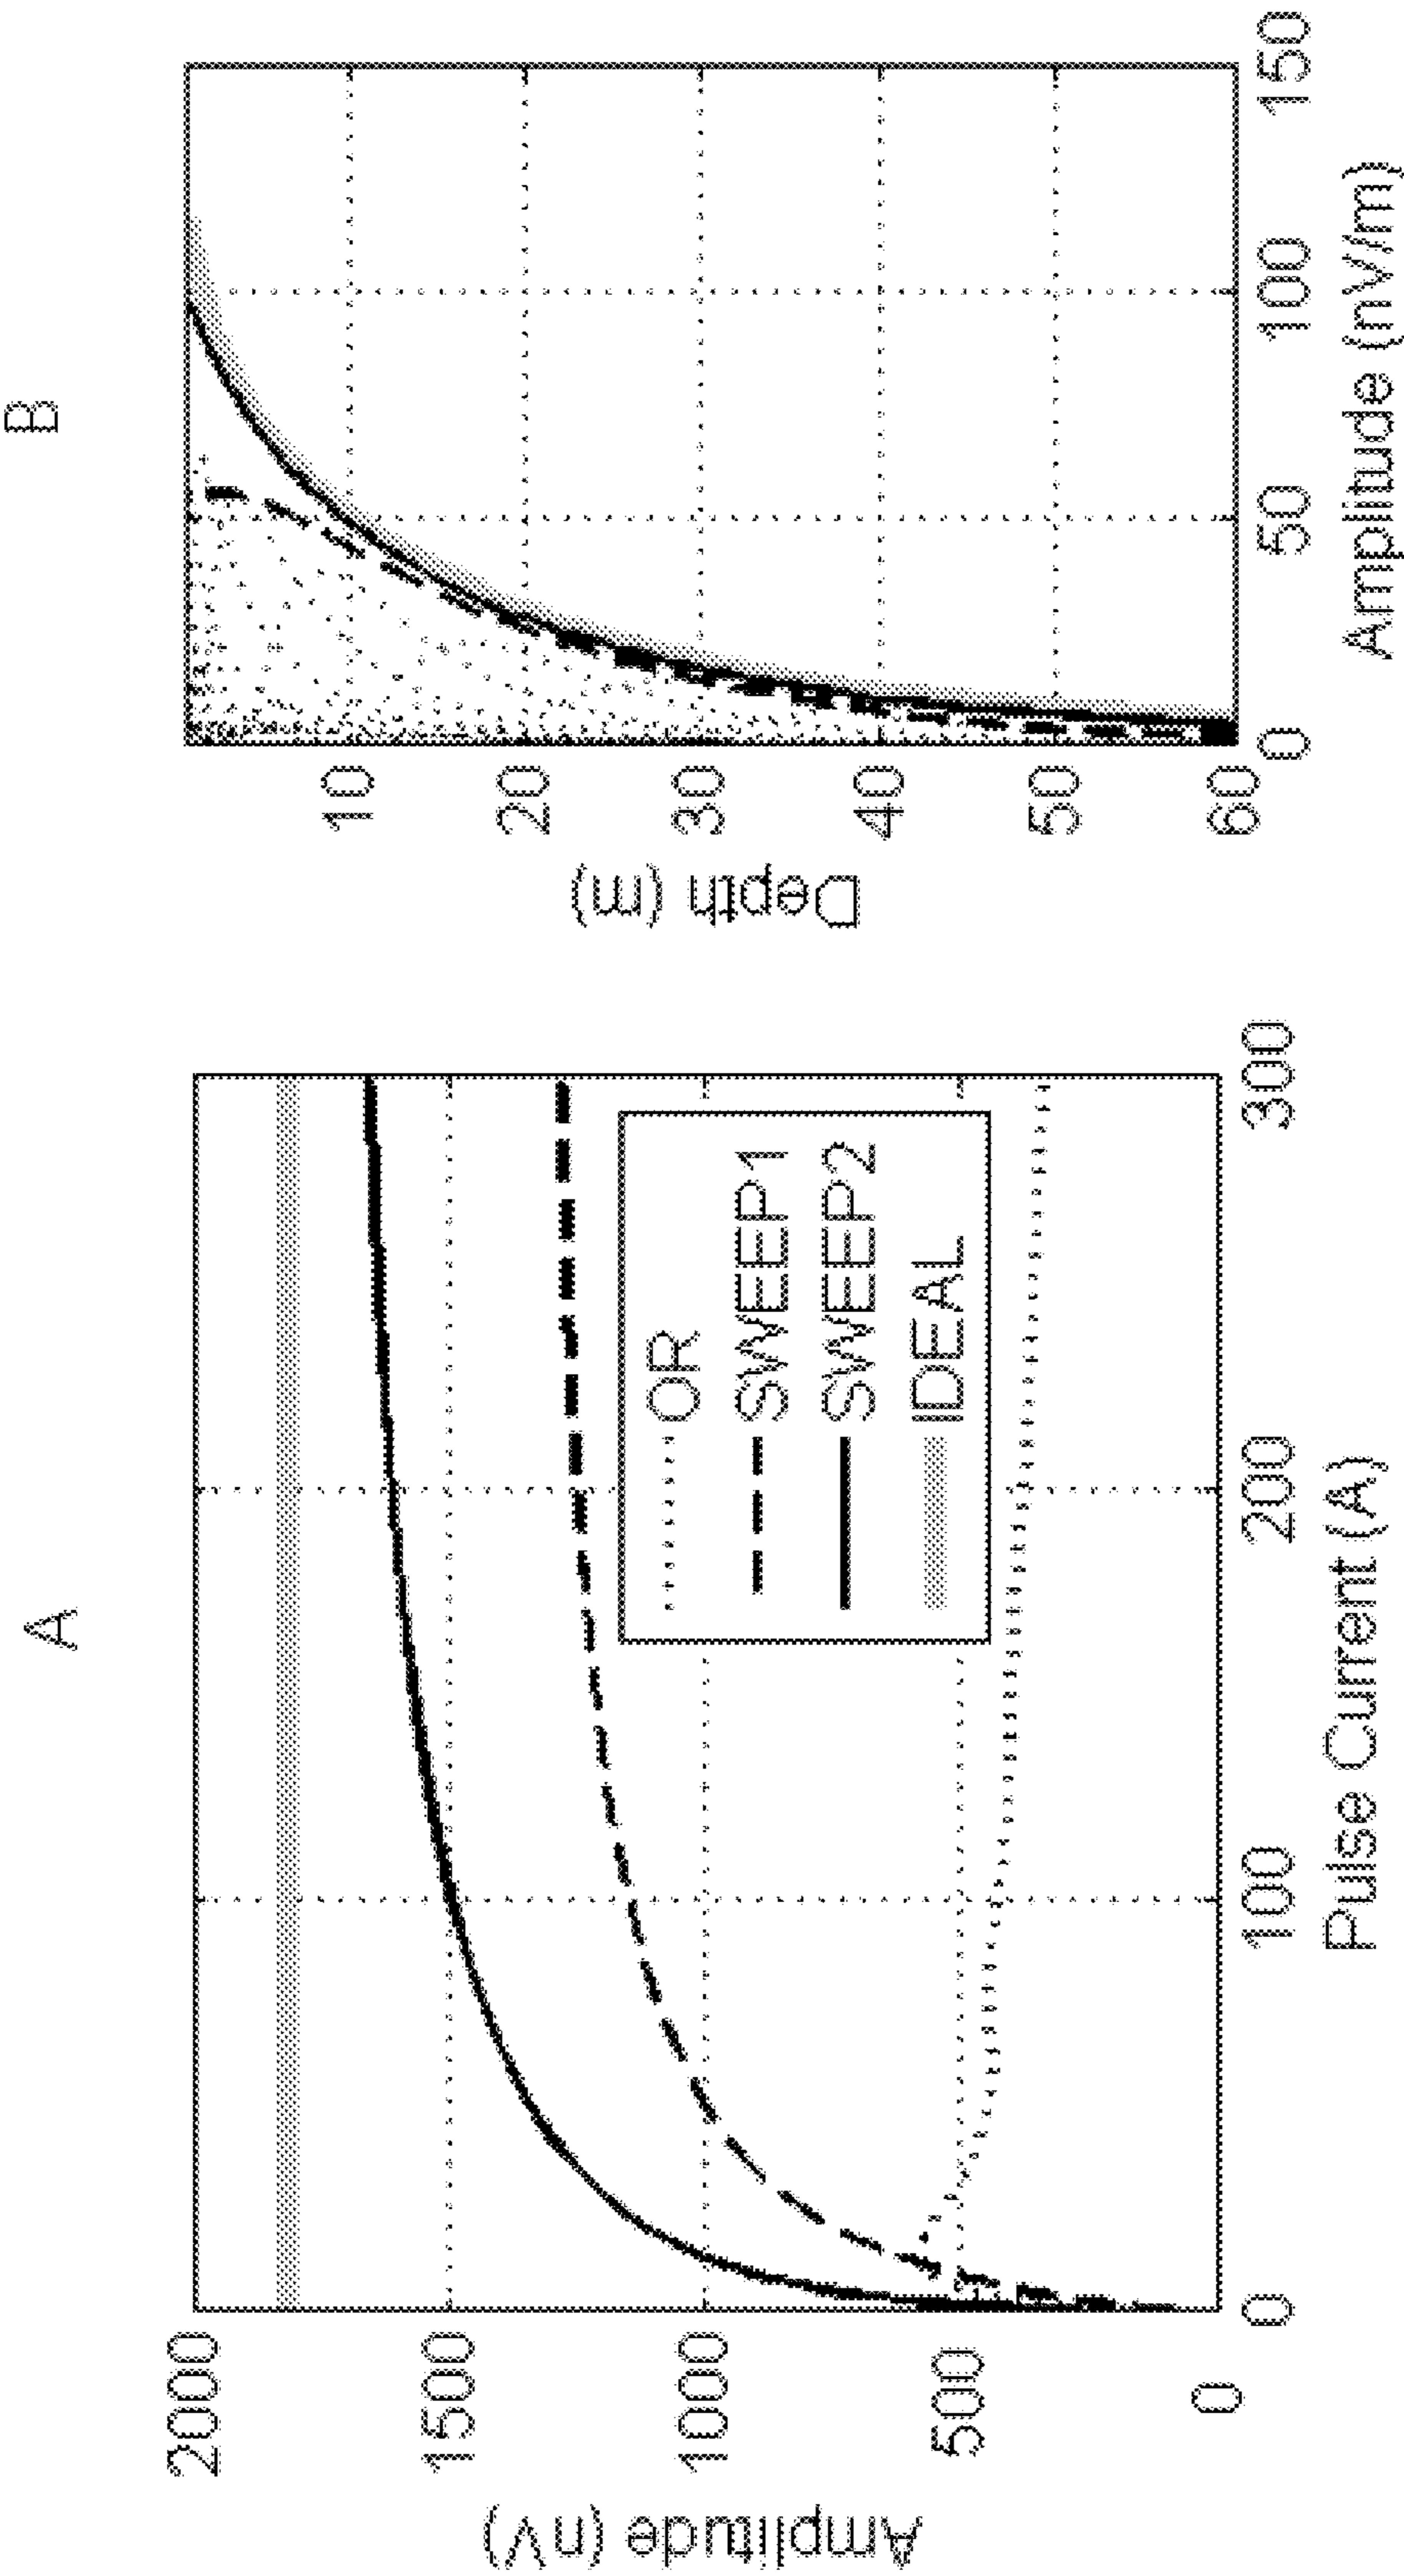 A
Amplitude (nV)
2000
1500
1000
500
0
0
100
200
300
Pulse Current (A)
OR
SWEEP1
SWEEP2
IDEAL
B
Depth (m)
10
20
30
40
50
60
0
50
100
150
Amplitude (nV/m)